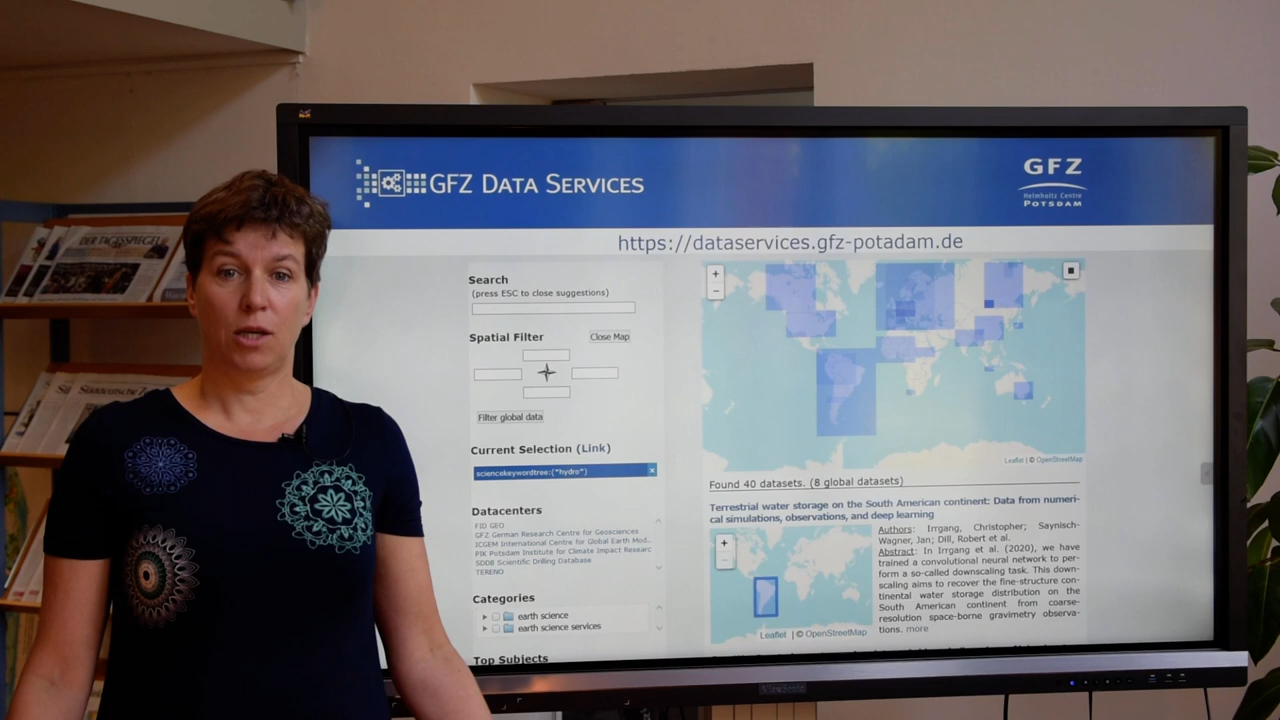 GFZ DATA SERVICES
GFZ
Helmholtz Centre
POTSDAM
https://dataservices.gfz-potadam.de
DER TAGESSPIEGEL
Süddeutsche
Search
(press ESC to close suggestions)
Spatial Filter
Close Map
Filter global data
Current Selection (Link)
sciencekeywordtree:("hydro")
x
Datacenters
FID GEO
GFZ German Research Centre for Geosciences
ICGEM International Centre for Global Earth Mod..
PIK Potsdam Institute for Climate Impact Researc
SDDB Scientific Drilling Database
TERENO
Categories
earth science
earth science services
Top Subjects
+
−
Leaflet | © OpenStreetMap
Found 40 datasets. (8 global datasets)
Terrestrial water storage on the South American continent: Data from numeri-
cal simulations, observations, and deep learning
+
−
Leaflet | © OpenStreetMap
Authors: Irrgang, Christopher; Saynisch-
Wagner, Jan; Dill, Robert et al.
Abstract: In Irrgang et al. (2020), we have
trained a convolutional neural network to per-
form a so-called downscaling task. This down-
scaling aims to recover the fine-structure con-
tinental water storage distribution on the
South American continent from coarse-
resolution space-borne gravimetry observa-
tions. more
ViewSonic